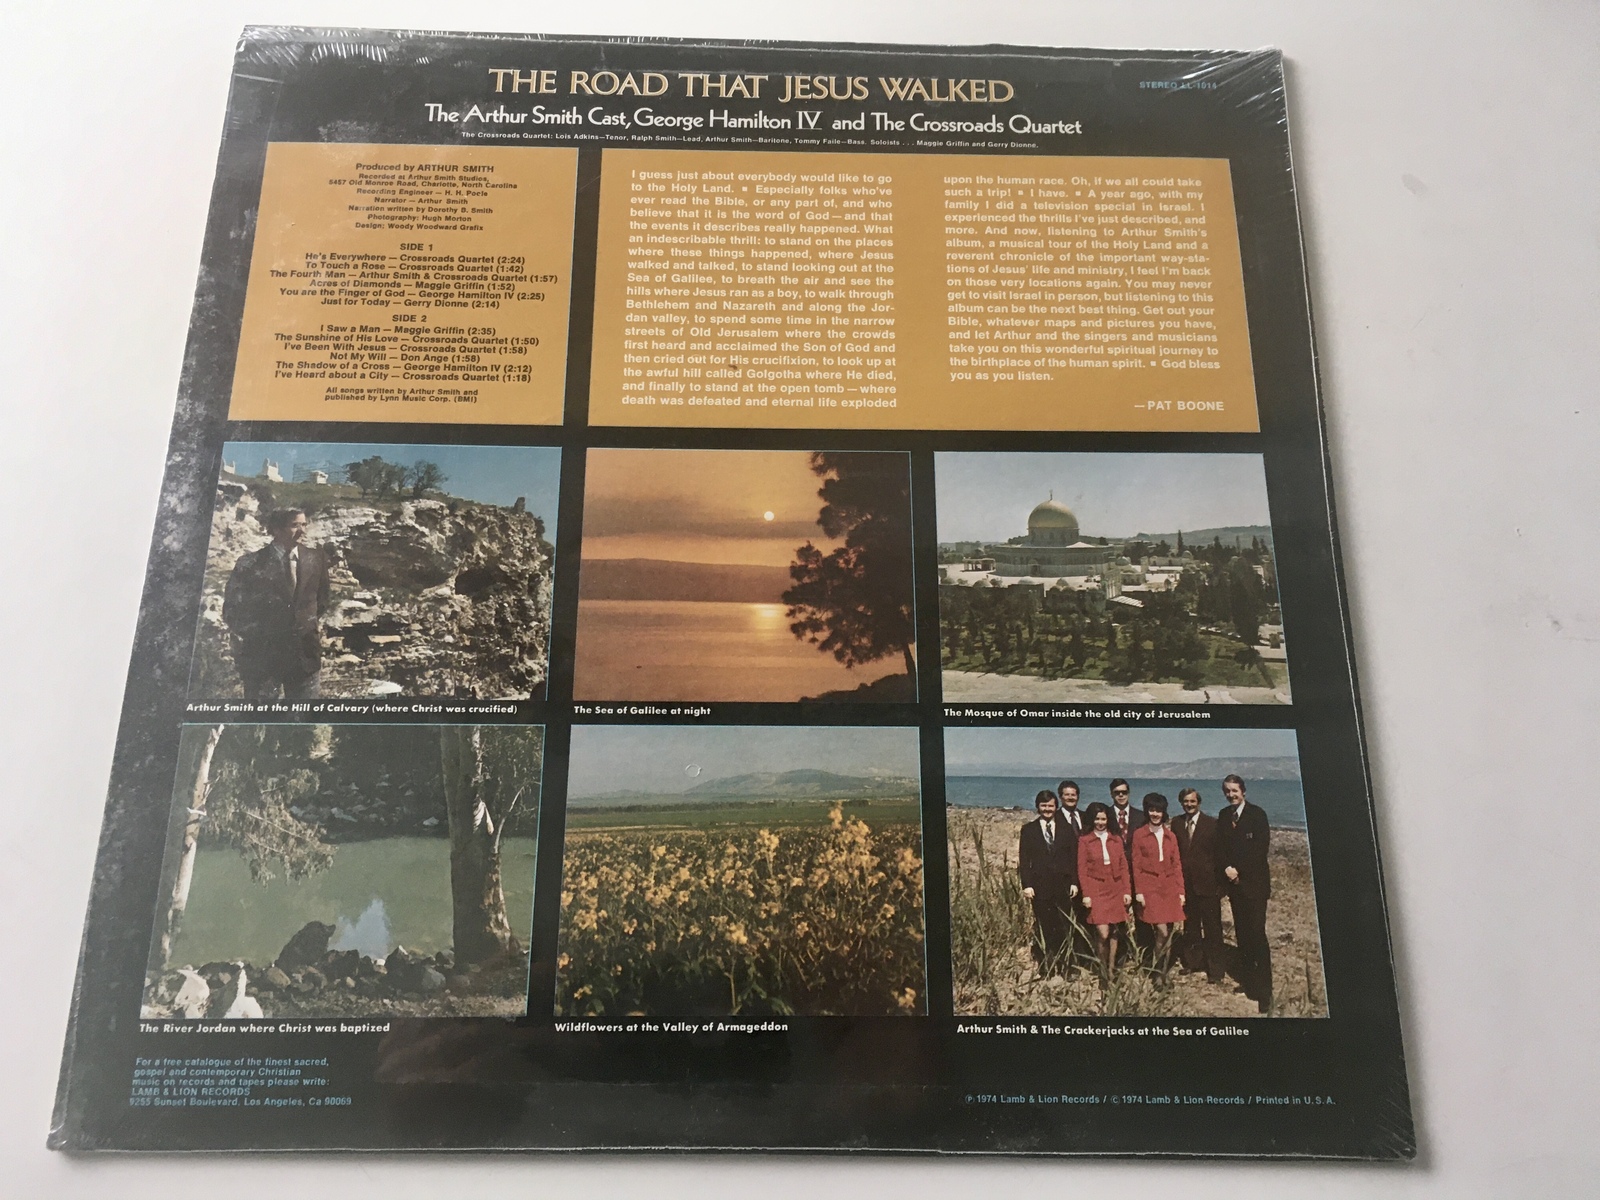 THE ROAD THAT JESUS WALKED
STEREO LL-1014
The Arthur Smith Cast, George Hamilton IV and The Crossroads Quartet
The Crossroads Quartet: Lois Adkins—Tenor, Ralph Smith—Lead, Arthur Smith—Baritone, Tommy Faile—Bass. Soloists . . . Maggie Griffin and Gerry Dionne.
Produced by ARTHUR SMITH
Recorded at Arthur Smith Studios,
5457 Old Monroe Road, Charlotte, North Carolina
Recording Engineer — H. H. Poole
Narrator — Arthur Smith
Narration written by Dorothy B. Smith
Photography: Hugh Morton
Design: Woody Woodward Grafix
SIDE 1
He's Everywhere — Crossroads Quartet (2:24)
To Touch a Rose — Crossroads Quartet (1:42)
The Fourth Man — Arthur Smith & Crossroads Quartet (1:57)
Acres of Diamonds — Maggie Griffin (1:52)
You are the Finger of God — George Hamilton IV (2:25)
Just for Today — Gerry Dionne (2:14)
SIDE 2
I Saw a Man — Maggie Griffin (2:35)
The Sunshine of His Love — Crossroads Quartet (1:50)
I've Been With Jesus — Crossroads Quartet (1:58)
Not My Will — Don Ange (1:58)
The Shadow of a Cross — George Hamilton IV (2:12)
I've Heard about a City — Crossroads Quartet (1:18)
All songs written by Arthur Smith and
published by Lynn Music Corp. (BMI)
I guess just about everybody would like to go
to the Holy Land. ■ Especially folks who've
ever read the Bible, or any part of, and who
believe that it is the word of God — and that
the events it describes really happened. What
an indescribable thrill: to stand on the places
where these things happened, where Jesus
walked and talked, to stand looking out at the
Sea of Galilee, to breath the air and see the
hills where Jesus ran as a boy, to walk through
Bethlehem and Nazareth and along the Jor-
dan valley, to spend some time in the narrow
streets of Old Jerusalem where the crowds
first heard and acclaimed the Son of God and
then cried out for His crucifixion, to look up at
the awful hill called Golgotha where He died,
and finally to stand at the open tomb — where
death was defeated and eternal life exploded
upon the human race. Oh, if we all could take
such a trip! ■ I have. ■ A year ago, with my
family I did a television special in Israel. I
experienced the thrills I've just described, and
more. And now, listening to Arthur Smith's
album, a musical tour of the Holy Land and a
reverent chronicle of the important way-sta-
tions of Jesus' life and ministry, I feel I'm back
on those very locations again. You may never
get to visit Israel in person, but listening to this
album can be the next best thing. Get out your
Bible, whatever maps and pictures you have,
and let Arthur and the singers and musicians
take you on this wonderful spiritual journey to
the birthplace of the human spirit. ■ God bless
you as you listen.
—PAT BOONE
Arthur Smith at the Hill of Calvary (where Christ was crucified)
The Sea of Galilee at night
The Mosque of Omar inside the old city of Jerusalem
The River Jordan where Christ was baptized
Wildflowers at the Valley of Armageddon
Arthur Smith & The Crackerjacks at the Sea of Galilee
For a free catalogue of the finest sacred,
gospel and contemporary Christian
music on records and tapes please write:
LAMB & LION RECORDS
9255 Sunset Boulevard, Los Angeles, Ca 90069
Ⓟ 1974 Lamb & Lion Records / © 1974 Lamb & Lion Records / Printed in U.S.A.